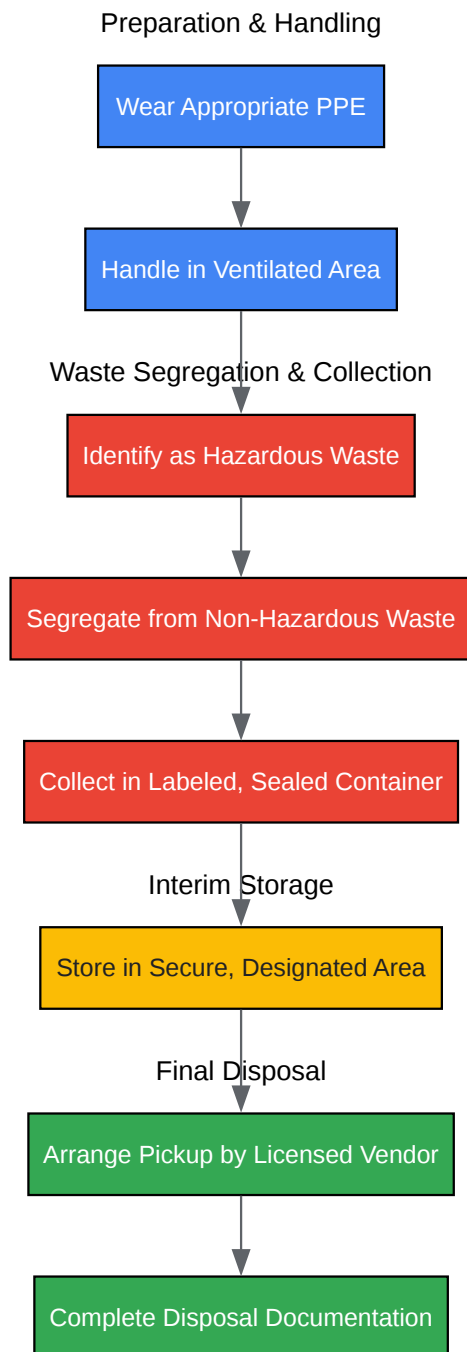 Preparation & Handling
Wear Appropriate PPE
Handle in Ventilated Area
Waste Segregation & Collection
Identify as Hazardous Waste
Segregate from Non-Hazardous Waste
Collect in Labeled, Sealed Container
Interim Storage
Store in Secure, Designated Area
Final Disposal
Arrange Pickup by Licensed Vendor
Complete Disposal Documentation